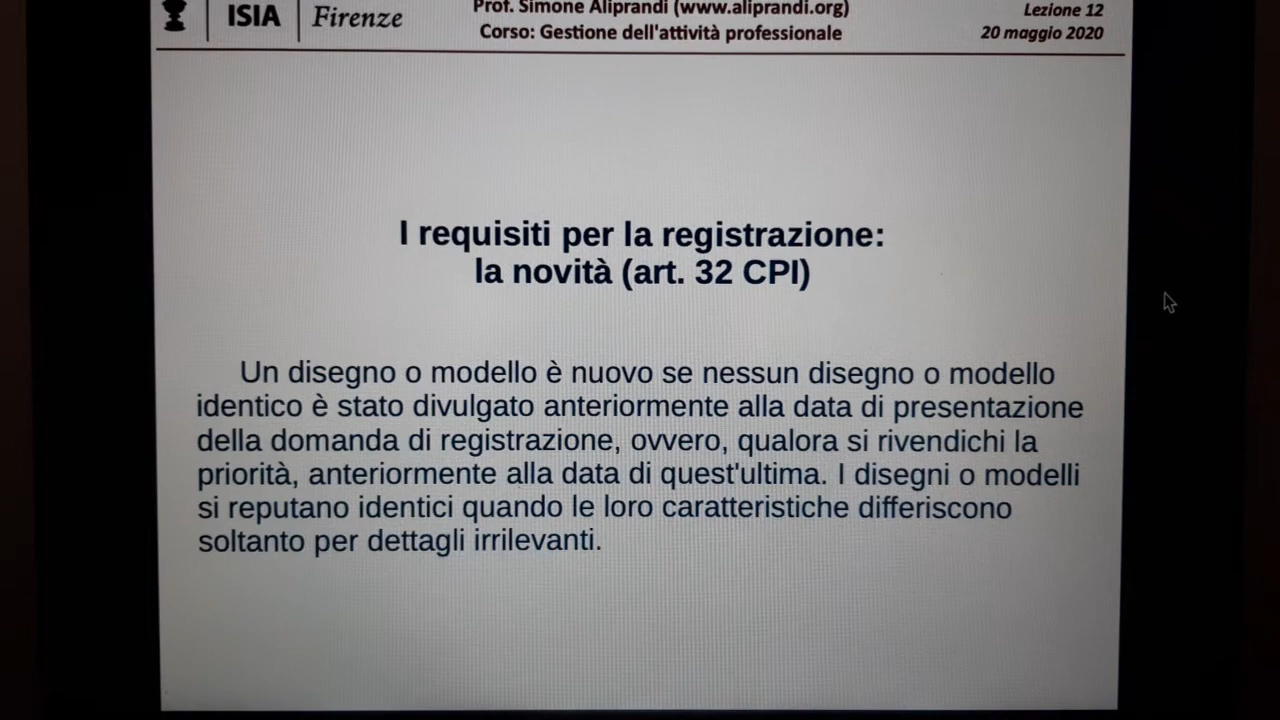 ISIA Firenze
Prof. Simone Aliprandi (www.aliprandi.org)
Corso: Gestione dell'attività professionale
Lezione 12
20 maggio 2020
I requisiti per la registrazione:
la novità (art. 32 CPI)
Un disegno o modello è nuovo se nessun disegno o modello
identico è stato divulgato anteriormente alla data di presentazione
della domanda di registrazione, ovvero, qualora si rivendichi la
priorità, anteriormente alla data di quest'ultima. I disegni o modelli
si reputano identici quando le loro caratteristiche differiscono
soltanto per dettagli irrilevanti.